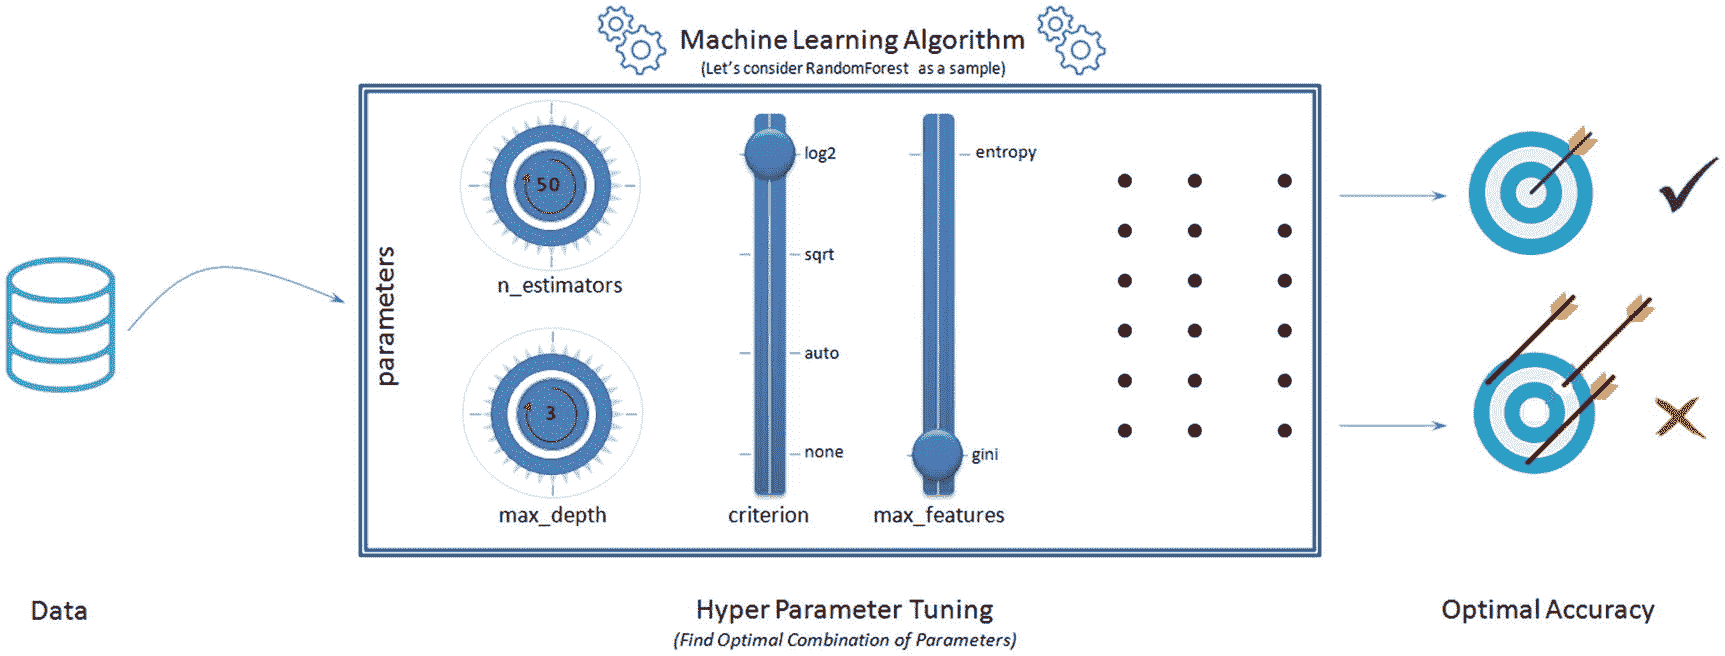 Machine Learning Algorithm
(Let's consider RandomForest as a sample)
parameters
50
n_estimators
3
max_depth
log2
sqrt
auto
none
criterion
entropy
gini
max_features
Data
Hyper Parameter Tuning
(Find Optimal Combination of Parameters)
Optimal Accuracy